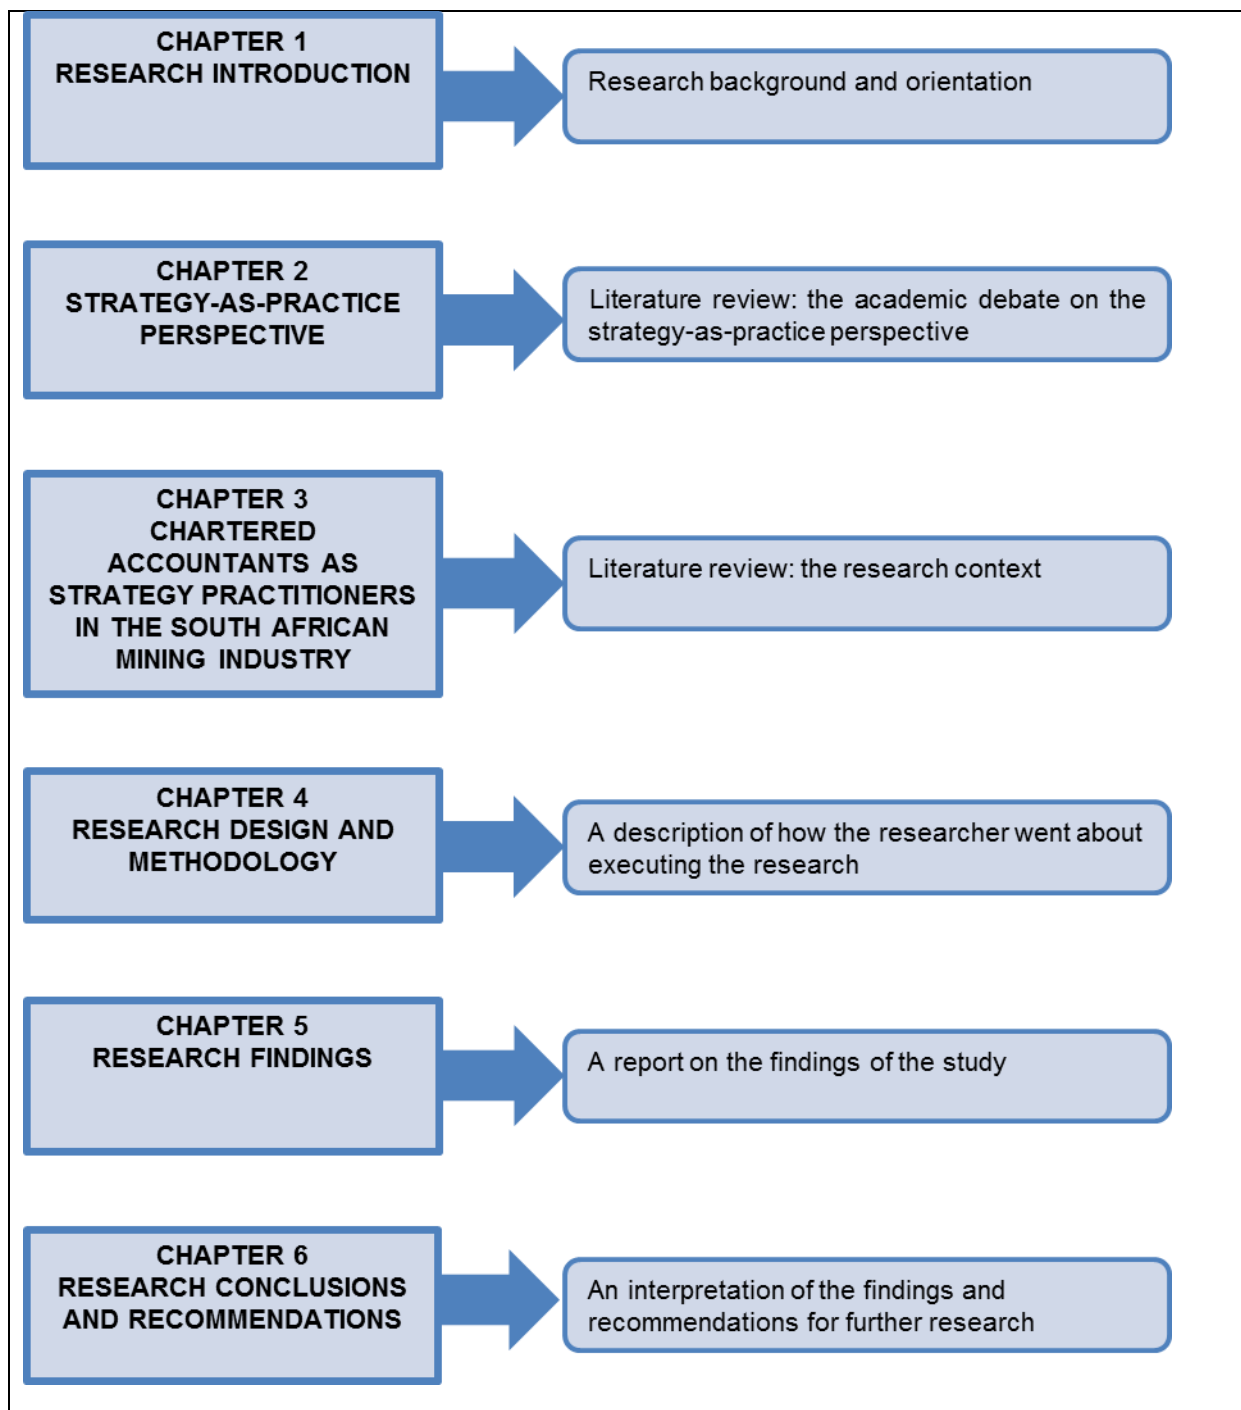 CHAPTER 1
RESEARCH INTRODUCTION
Research background and orientation
CHAPTER 2
STRATEGY-AS-PRACTICE
PERSPECTIVE
Literature review: the academic debate on the
strategy-as-practice perspective
CHAPTER 3
CHARTERED
ACCOUNTANTS AS
STRATEGY PRACTITIONERS
IN THE SOUTH AFRICAN
MINING INDUSTRY
Literature review: the research context
CHAPTER 4
RESEARCH DESIGN AND
METHODOLOGY
A description of how the researcher went about
executing the research
CHAPTER 5
RESEARCH FINDINGS
A report on the findings of the study
CHAPTER 6
RESEARCH CONCLUSIONS
AND RECOMMENDATIONS
An interpretation of the findings and
recommendations for further research